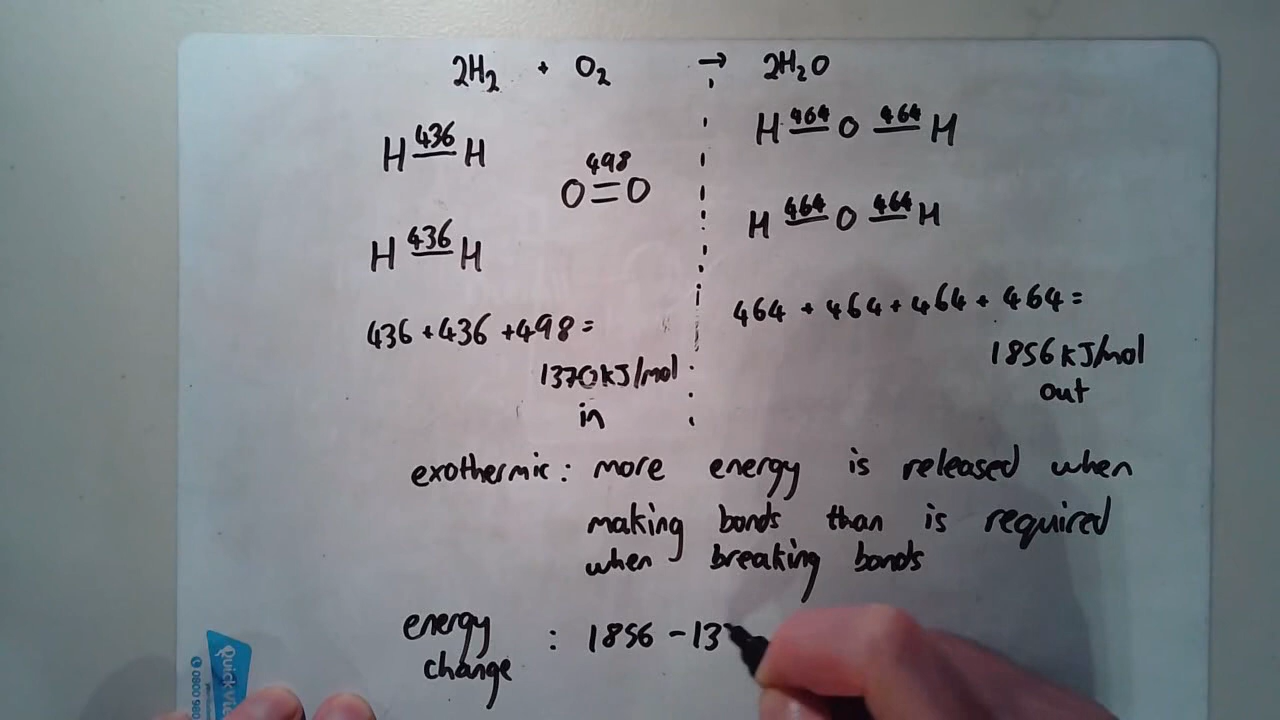 2H₂ + O₂ → 2H₂O
H 436 H
O 498 O
H 436 H
436 + 436 + 498 =
1370 kJ/mol
in
H 464 O 464 H
H 464 O 464 H
464 + 464 + 464 + 464 =
1856 kJ/mol
out
exothermic: more energy is released when
making bonds than is required
when breaking bonds
energy
change : 1856 - 13
0800 980